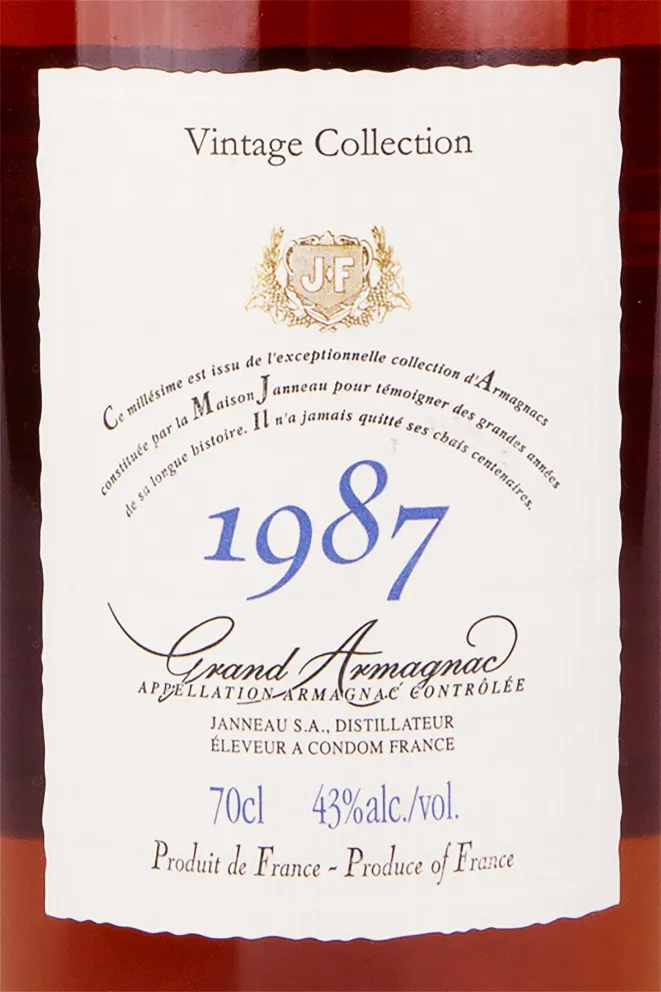 Vintage Collection
J·F
Ce millésime est issu de l'exceptionnelle collection d'Armagnacs
constituée par la Maison Janneau pour témoigner des grandes années
de sa longue histoire. Il n'a jamais quitté ses chais centenaires.
1987
Grand Armagnac
APPELLATION ARMAGNAC CONTRÔLÉE
JANNEAU S.A., DISTILLATEUR
ÉLEVEUR A CONDOM FRANCE
70cl 43%alc./vol.
Produit de France - Produce of France